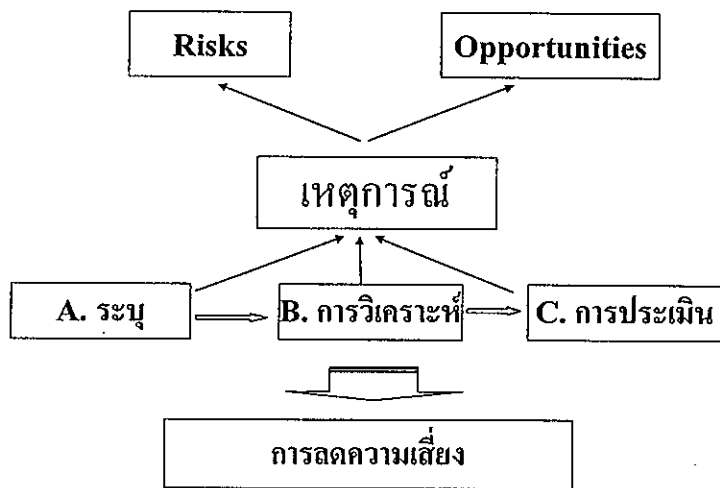 Risks
Opportunities
เหตุการณ์
A. ระบุ
B. การวิเคราะห์
C. การประเมิน
การลดความเสี่ยง